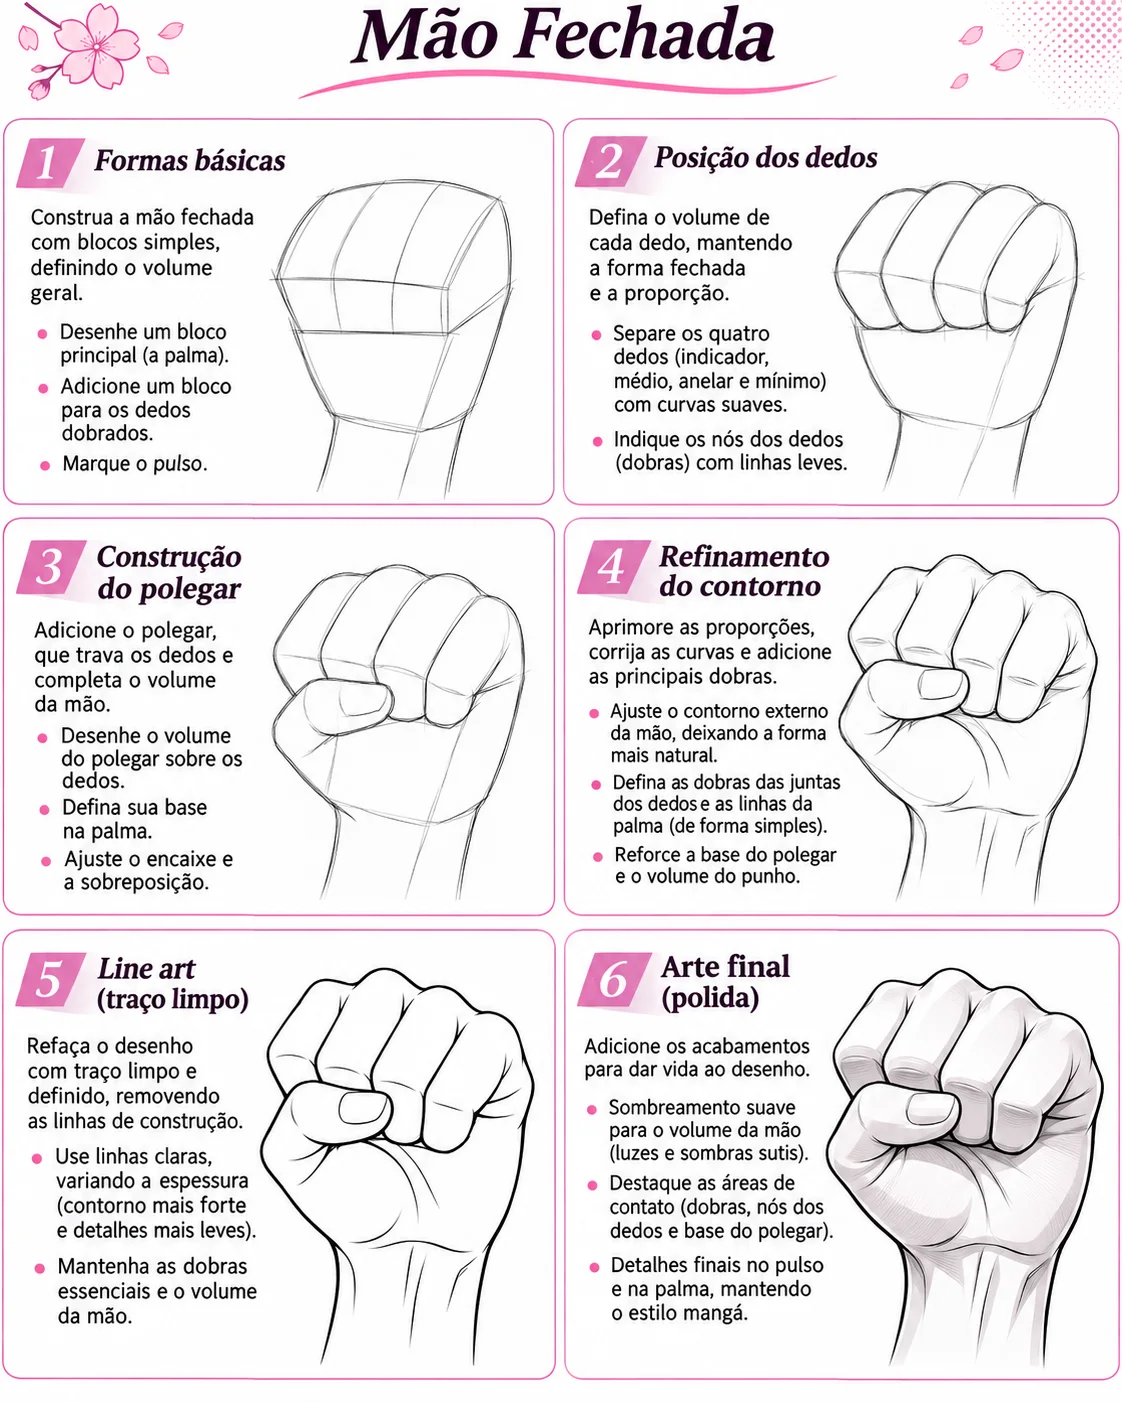 Mão Fechada
1
Formas básicas
Construa a mão fechada
com blocos simples,
definindo o volume
geral.
• Desenhe um bloco
principal (a palma).
• Adicione um bloco
para os dedos
dobrados.
• Marque o pulso.
2
Posição dos dedos
Defina o volume de
cada dedo, mantendo
a forma fechada
e a proporção.
• Separe os quatro
dedos (indicador,
médio, anelar e mínimo)
com curvas suaves.
• Indique os nós dos dedos
(dobras) com linhas leves.
3
Construção
do polegar
Adicione o polegar,
que trava os dedos e
completa o volume
da mão.
• Desenhe o volume
do polegar sobre os
dedos.
• Defina sua base
na palma.
• Ajuste o encaixe e
a sobreposição.
4
Refinamento
do contorno
Aprimore as proporções,
corrija as curvas e adicione
as principais dobras.
• Ajuste o contorno externo
da mão, deixando a forma
mais natural.
• Defina as dobras das juntas
dos dedos e as linhas da
palma (de forma simples).
• Reforce a base do polegar
e o volume do punho.
5
Line art
(traço limpo)
Refaça o desenho
com traço limpo e
definido, removendo
as linhas de construção.
• Use linhas claras,
variando a espessura
(contorno mais forte
e detalhes mais leves).
• Mantenha as dobras
essenciais e o volume
da mão.
6
Arte final
(polida)
Adicione os acabamentos
para dar vida ao desenho.
• Sombreamento suave
para o volume da mão
(luzes e sombras sutis).
• Destaque as áreas de
contato (dobras, nós dos
dedos e base do polegar).
• Detalhes finais no pulso
e na palma, mantendo
o estilo mangá.